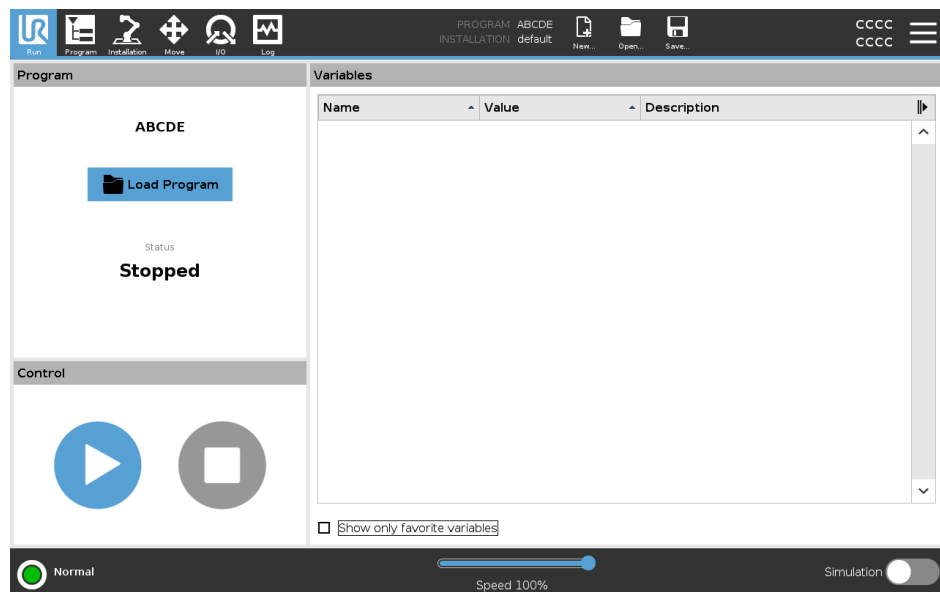 Run
Program
Installation
Move
I/O
Log
PROGRAM ABCDE
INSTALLATION default
New...
Open...
Save...
CCCC
CCCC
Program
ABCDE
Load Program
Status
Stopped
Control
Variables
Name Value Description
Show only favorite variables
Normal
Speed 100%
Simulation